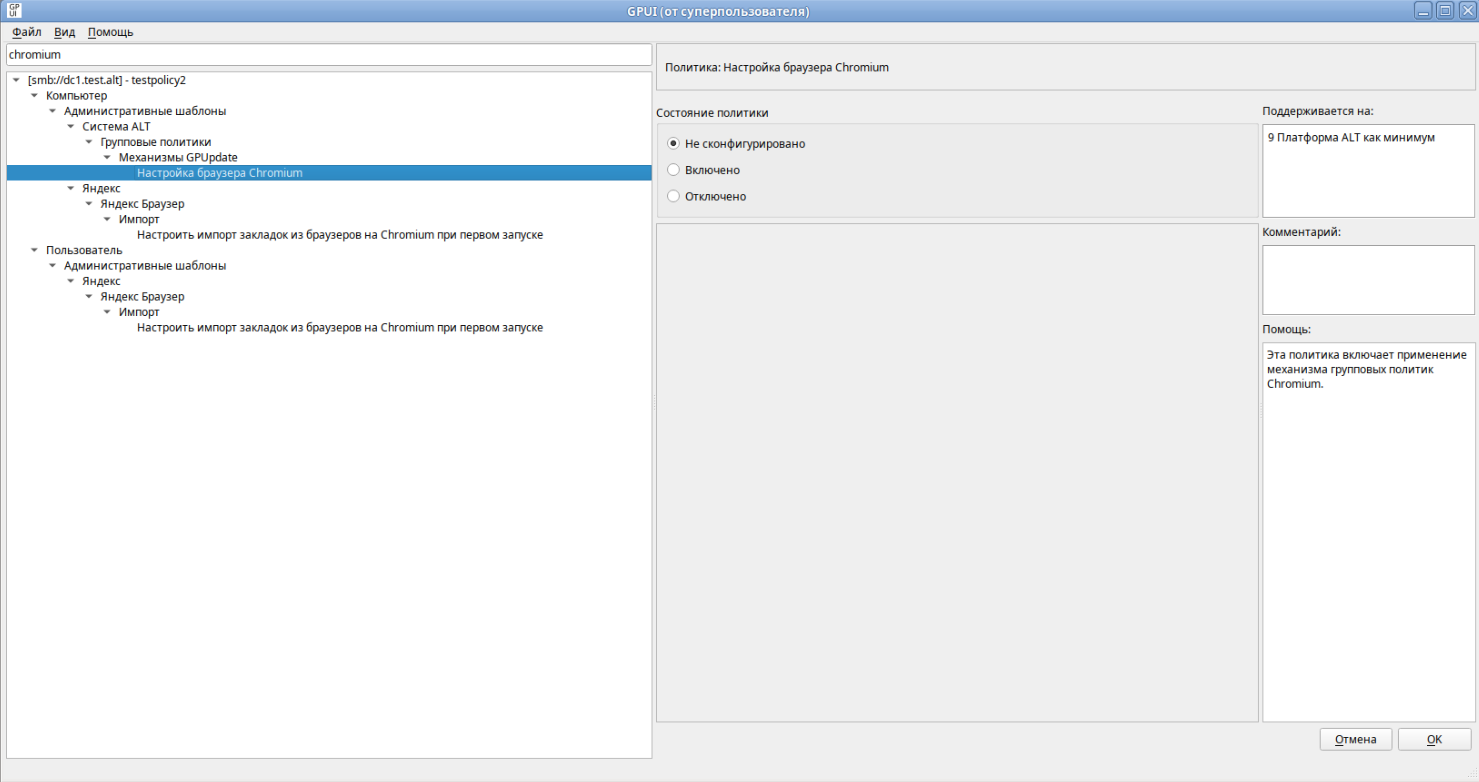 GPUI (от суперпользователя)
GP
UI
Файл Вид Помощь
chromium
[smb://dc1.test.alt] - testpolicy2
Компьютер
Административные шаблоны
Система ALT
Групповые политики
Механизмы GPUpdate
Настройка браузера Chromium
Яндекс
Яндекс Браузер
Импорт
Настроить импорт закладок из браузеров на Chromium при первом запуске
Пользователь
Административные шаблоны
Яндекс
Яндекс Браузер
Импорт
Настроить импорт закладок из браузеров на Chromium при первом запуске
Политика: Настройка браузера Chromium
Состояние политики
Не сконфигурировано
Включено
Отключено
Поддерживается на:
9 Платформа ALT как минимум
Комментарий:
Помощь:
Эта политика включает применение
механизма групповых политик
Chromium.
Отмена OK